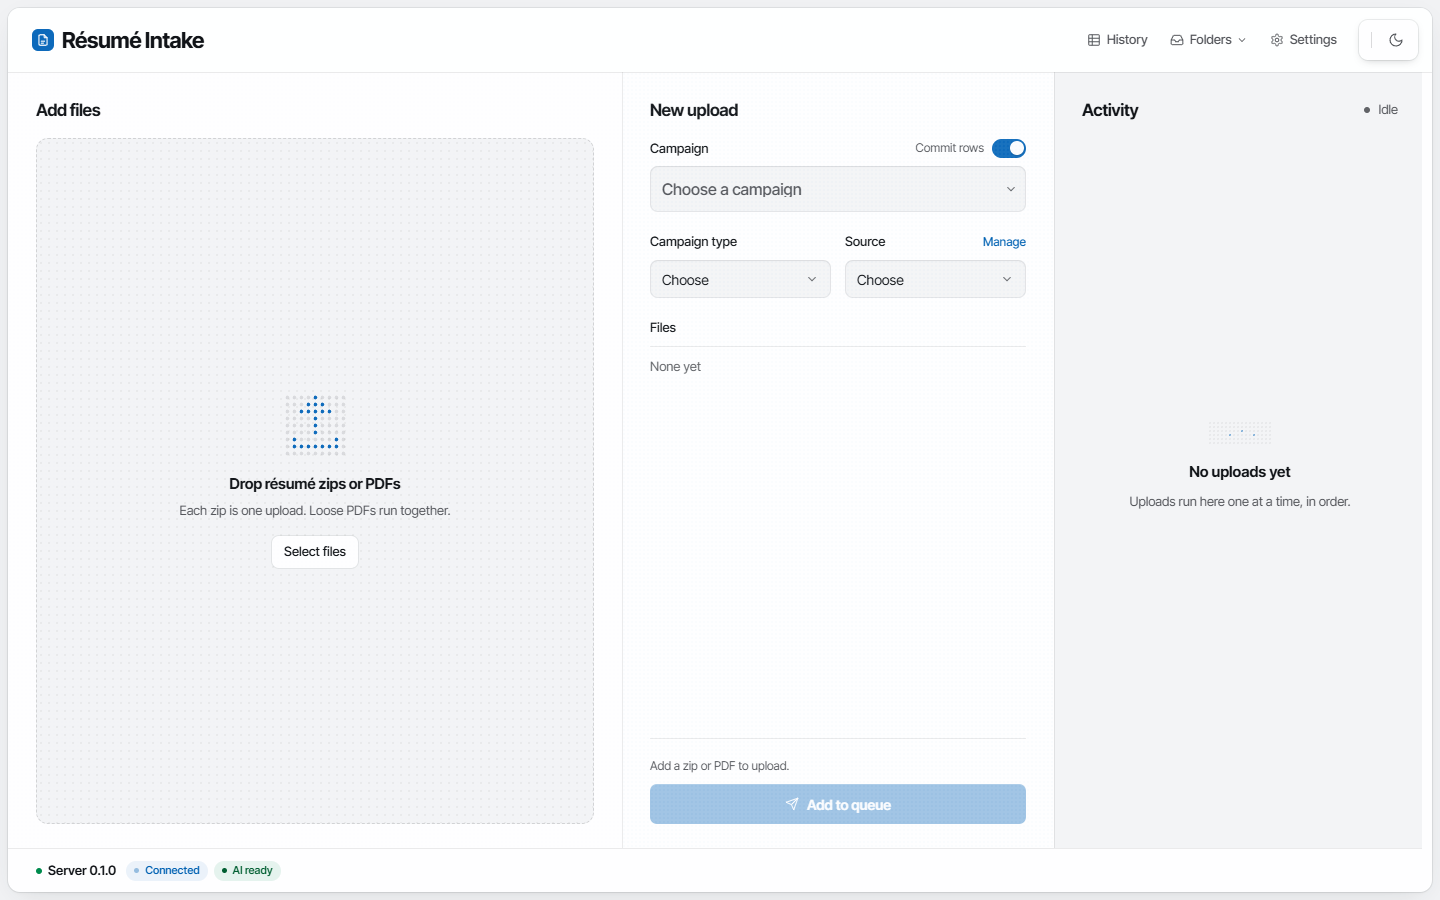 Résumé Intake
History
Folders
Settings
Add files
Drop résumé zips or PDFs
Each zip is one upload. Loose PDFs run together.
Select files
New upload
Campaign
Commit rows
Choose a campaign
Campaign type
Source
Manage
Choose
Choose
Files
None yet
Add a zip or PDF to upload.
Add to queue
Activity
Idle
No uploads yet
Uploads run here one at a time, in order.
Server 0.1.0
Connected
AI ready